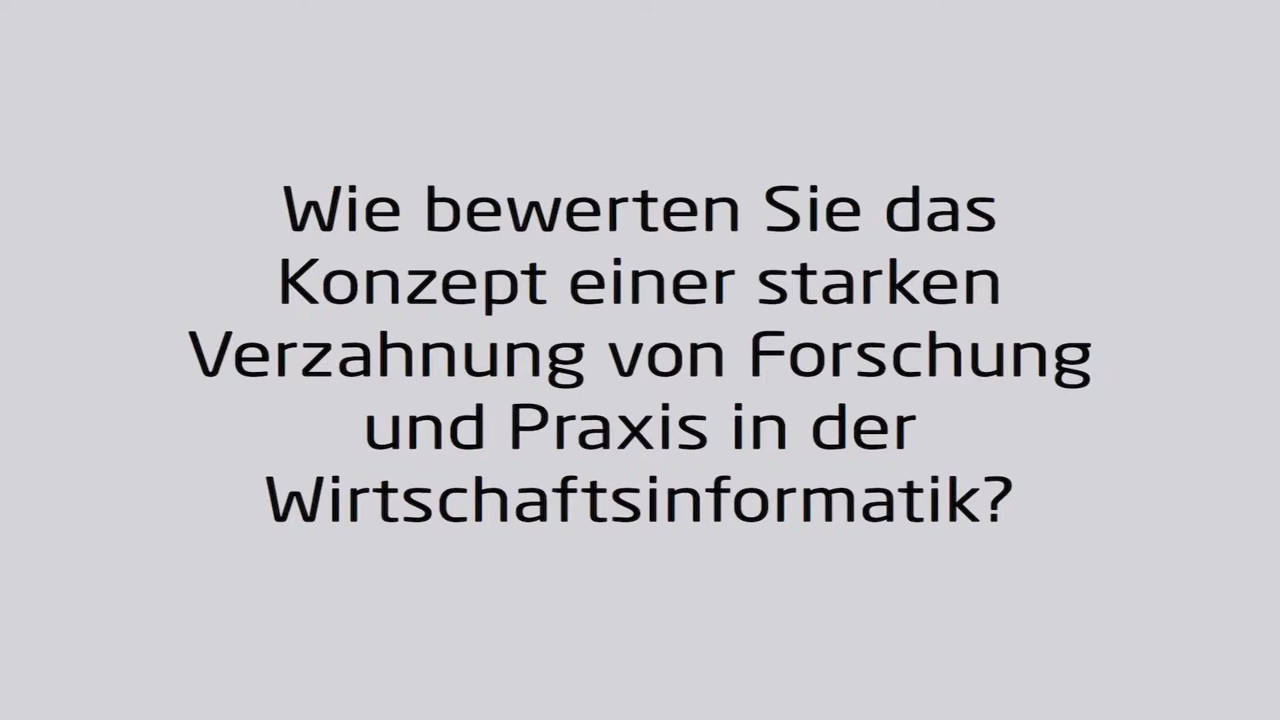 Wie bewerten Sie das
Konzept einer starken
Verzahnung von Forschung
und Praxis in der
Wirtschaftsinformatik?